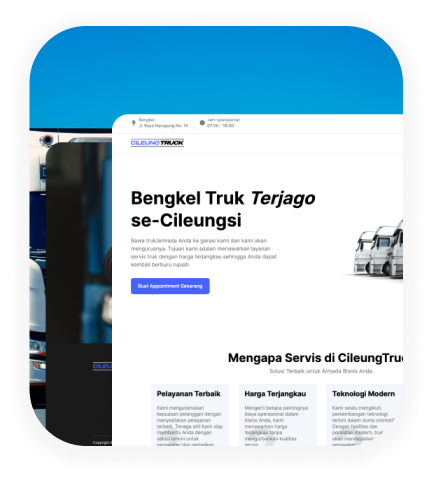 Bengkel
Jl. Raya Narogong No. 14
Jam operasional
07:00 - 16:00
CILEUNGTRUCK
Bengkel Truk Terjago
se-Cileungsi
Bawa truk/armada Anda ke garasi kami dan kami akan
mengurusnya. Tujuan kami adalah menawarkan layanan
servis truk dengan harga terjangkau sehingga Anda dapat
kembali berburu rupiah.
Buat Appointment Sekarang
Mengapa Servis di CileungTruc
Solusi Terbaik untuk Armada Bisnis Anda.
Pelayanan Terbaik
Kami mengutamakan
kepuasan pelanggan dengan
menyediakan pelayanan
terbaik. Tenaga ahli kami siap
membantu Anda dengan
solusi terkini untuk
perawatan dan perbaikan
Harga Terjangkau
Mengerti betapa pentingnya
biaya operasional dalam
bisnis Anda, kami
menawarkan harga
terjangkau tanpa
mengorbankan kualitas
servis.
Teknologi Modern
Kami selalu mengikuti
perkembangan teknologi
terkini dalam dunia otomotif
Dengan fasilitas dan
peralatan modern, truk
akan mendapatkan
perawatan
CILEU
Copyright